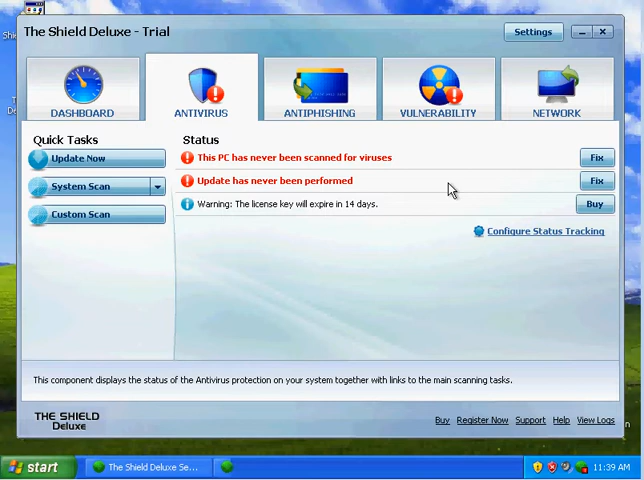 The Shield Deluxe - Trial
Settings
DASHBOARD
ANTIVIRUS
ANTIPHISHING
VULNERABILITY
NETWORK
Quick Tasks
Update Now
System Scan
Custom Scan
Status
This PC has never been scanned for viruses
Fix
Update has never been performed
Fix
Warning: The license key will expire in 14 days.
Buy
Configure Status Tracking
This component displays the status of the Antivirus protection on your system together with links to the main scanning tasks.
THE SHIELD
Deluxe
Buy Register Now Support Help View Logs
start
The Shield Deluxe Se...
11:39 AM